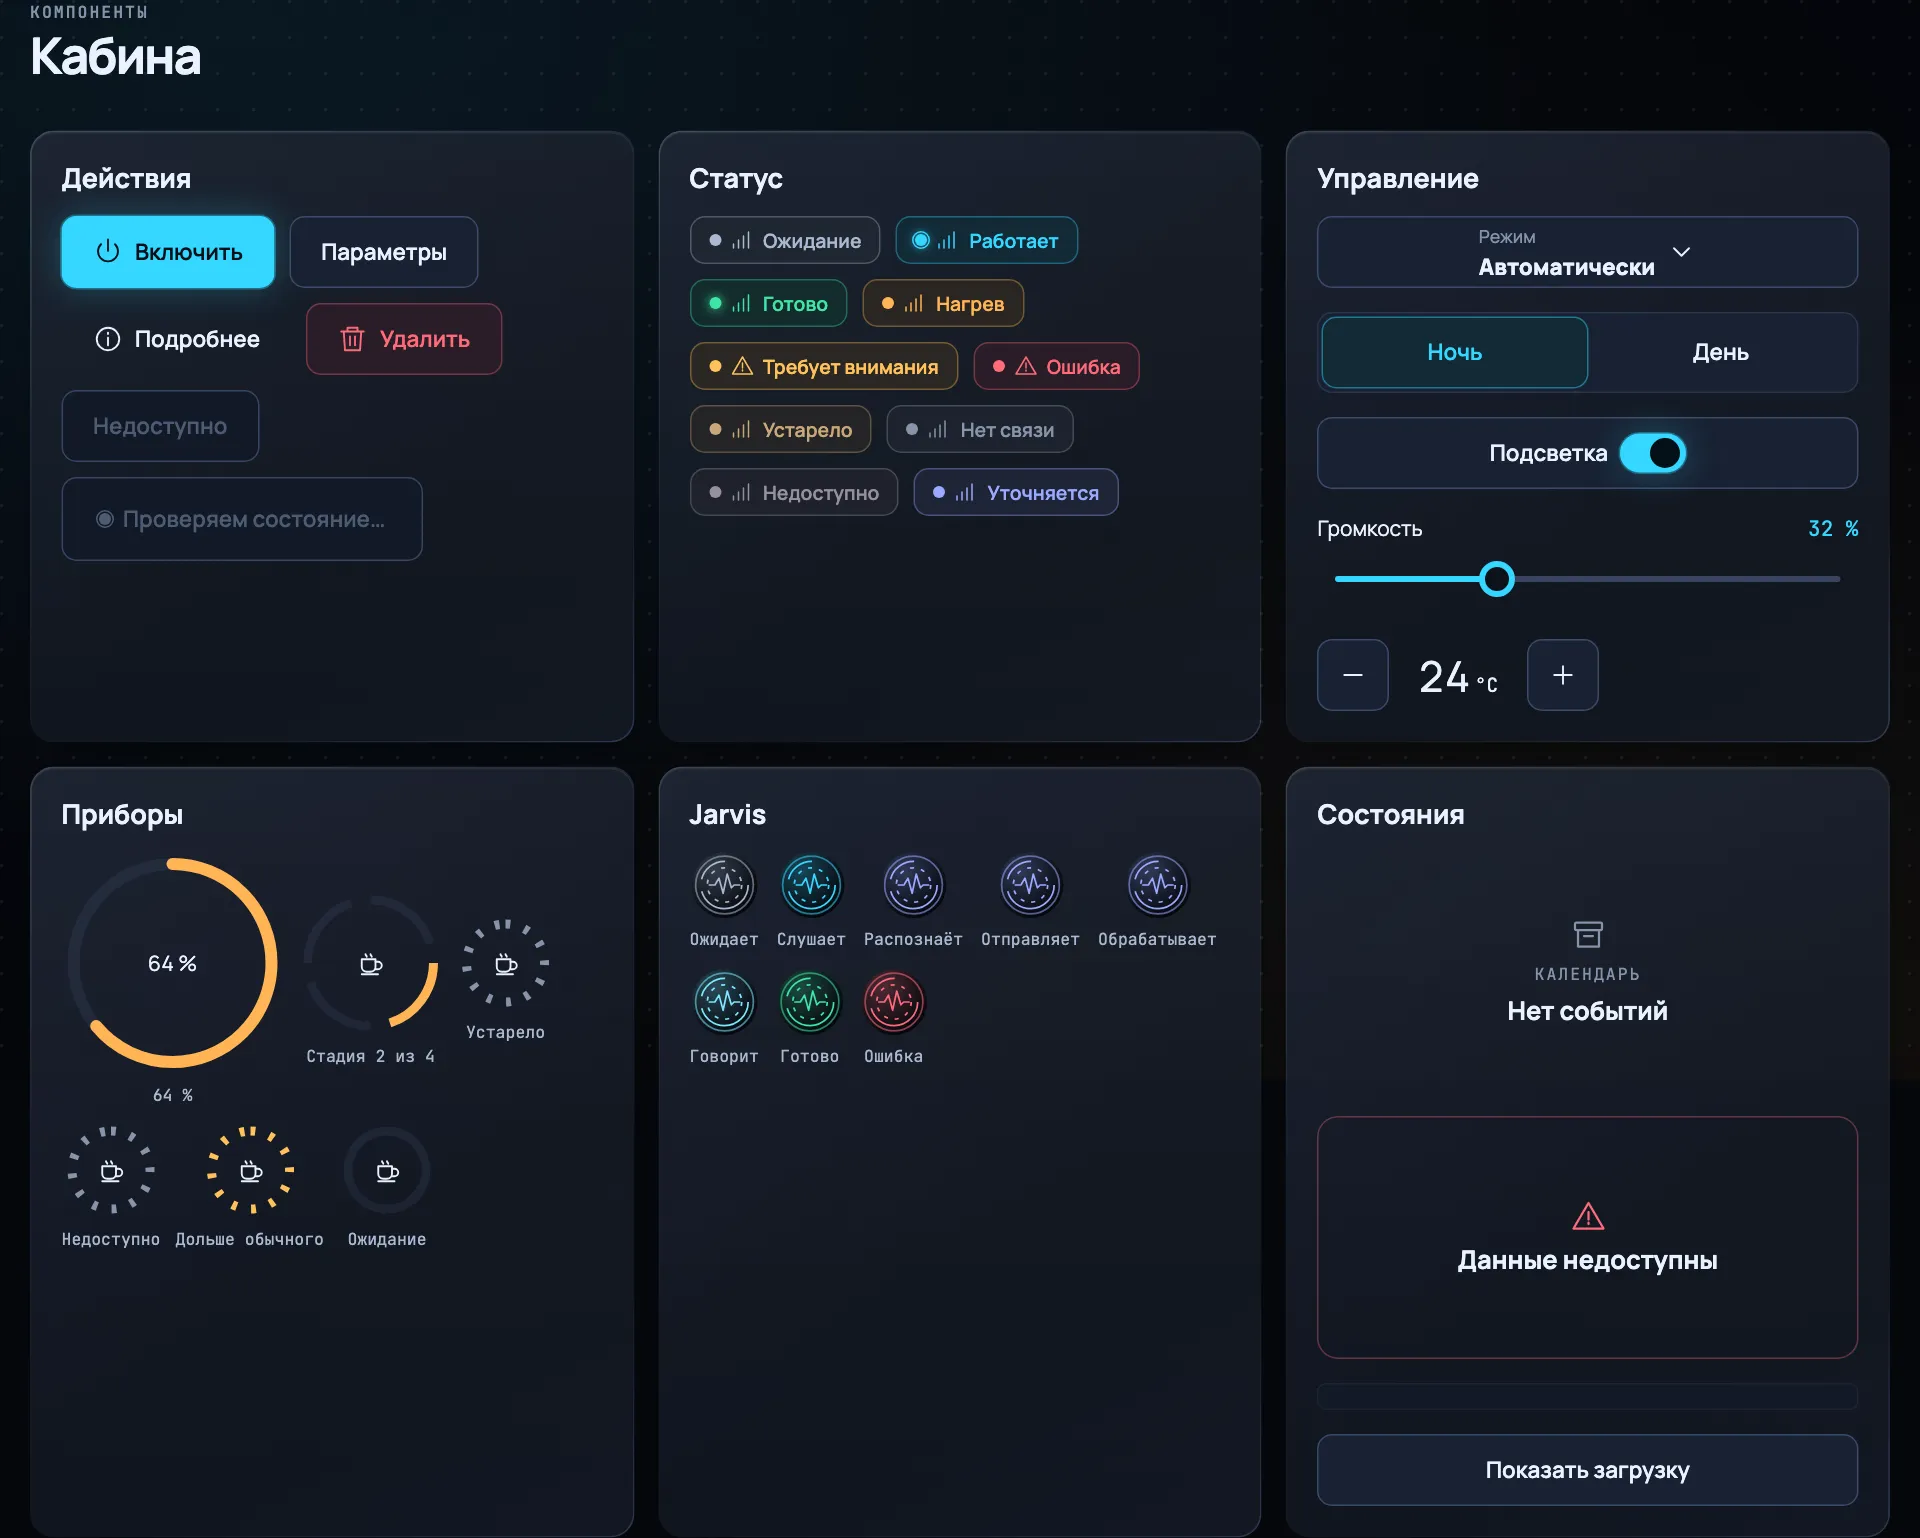 КОМПОНЕНТЫ
Кабина
Действия
Включить
Параметры
Подробнее
Удалить
Недоступно
Проверяем состояние…
Статус
Ожидание
Работает
Готово
Нагрев
Требует внимания
Ошибка
Устарело
Нет связи
Недоступно
Уточняется
Управление
Режим
Автоматически
Ночь
День
Подсветка
Громкость
32 %
24 °C
Приборы
64 %
64 %
Стадия 2 из 4
Устарело
Недоступно
Дольше обычного
Ожидание
Jarvis
Ожидает
Слушает
Распознаёт
Отправляет
Обрабатывает
Говорит
Готово
Ошибка
Состояния
КАЛЕНДАРЬ
Нет событий
Данные недоступны
Показать загрузку